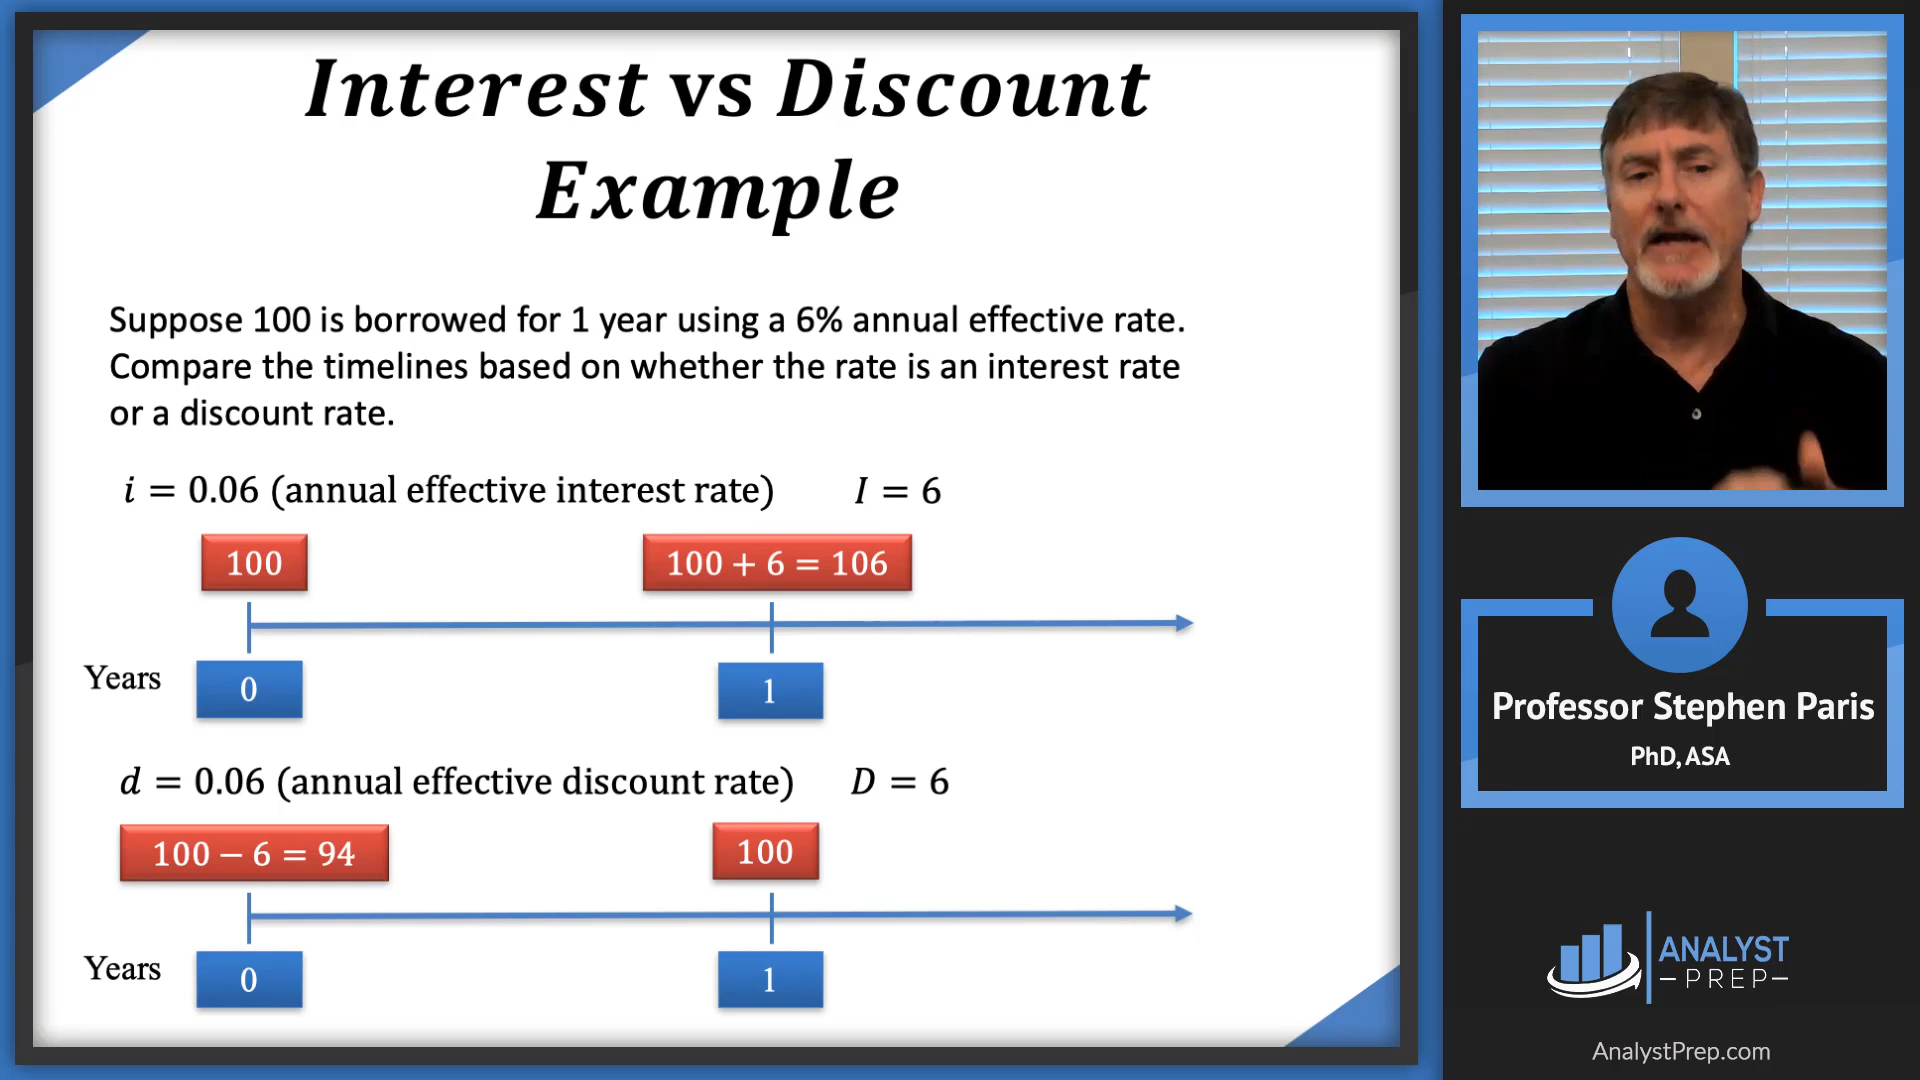 Interest vs Discount
Example
Suppose 100 is borrowed for 1 year using a 6% annual effective rate.
Compare the timelines based on whether the rate is an interest rate
or a discount rate.
i = 0.06 (annual effective interest rate) I = 6
100 100 + 6 = 106
Years 0 1
d = 0.06 (annual effective discount rate) D = 6
100 − 6 = 94 100
Years 0 1
Professor Stephen Paris
PhD, ASA
ANALYST
PREP
AnalystPrep.com